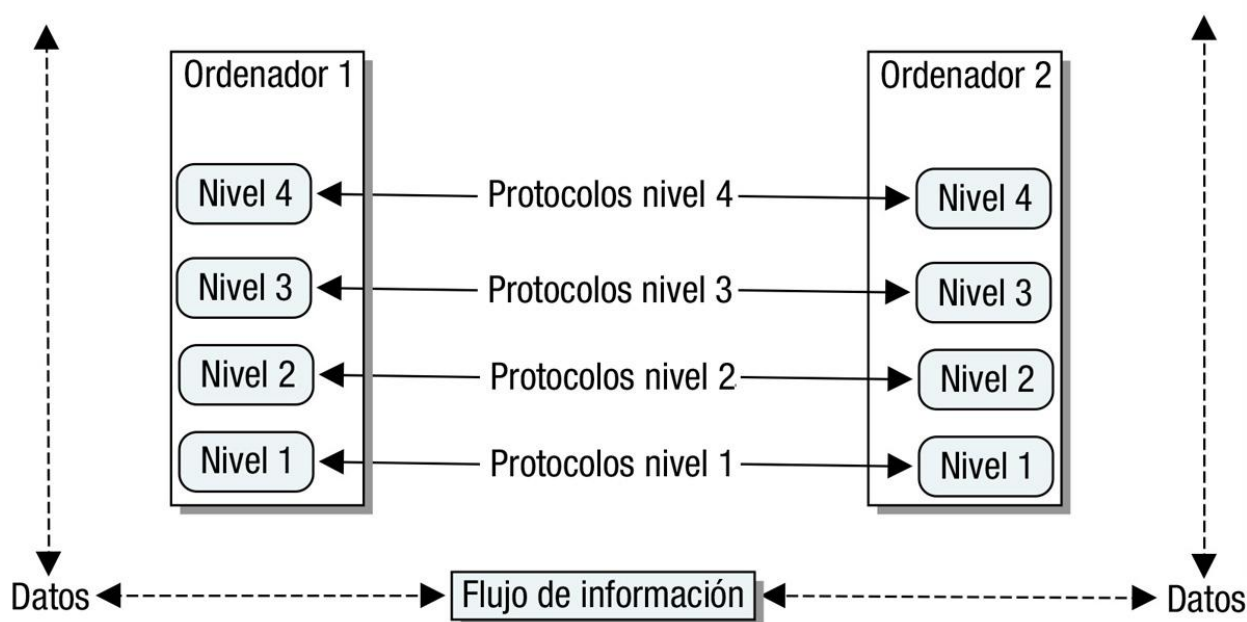 Ordenador 1
Ordenador 2
Nivel 4
Protocolos nivel 4
Nivel 4
Nivel 3
Protocolos nivel 3
Nivel 3
Nivel 2
Protocolos nivel 2
Nivel 2
Nivel 1
Protocolos nivel 1
Nivel 1
Datos
Flujo de información
Datos